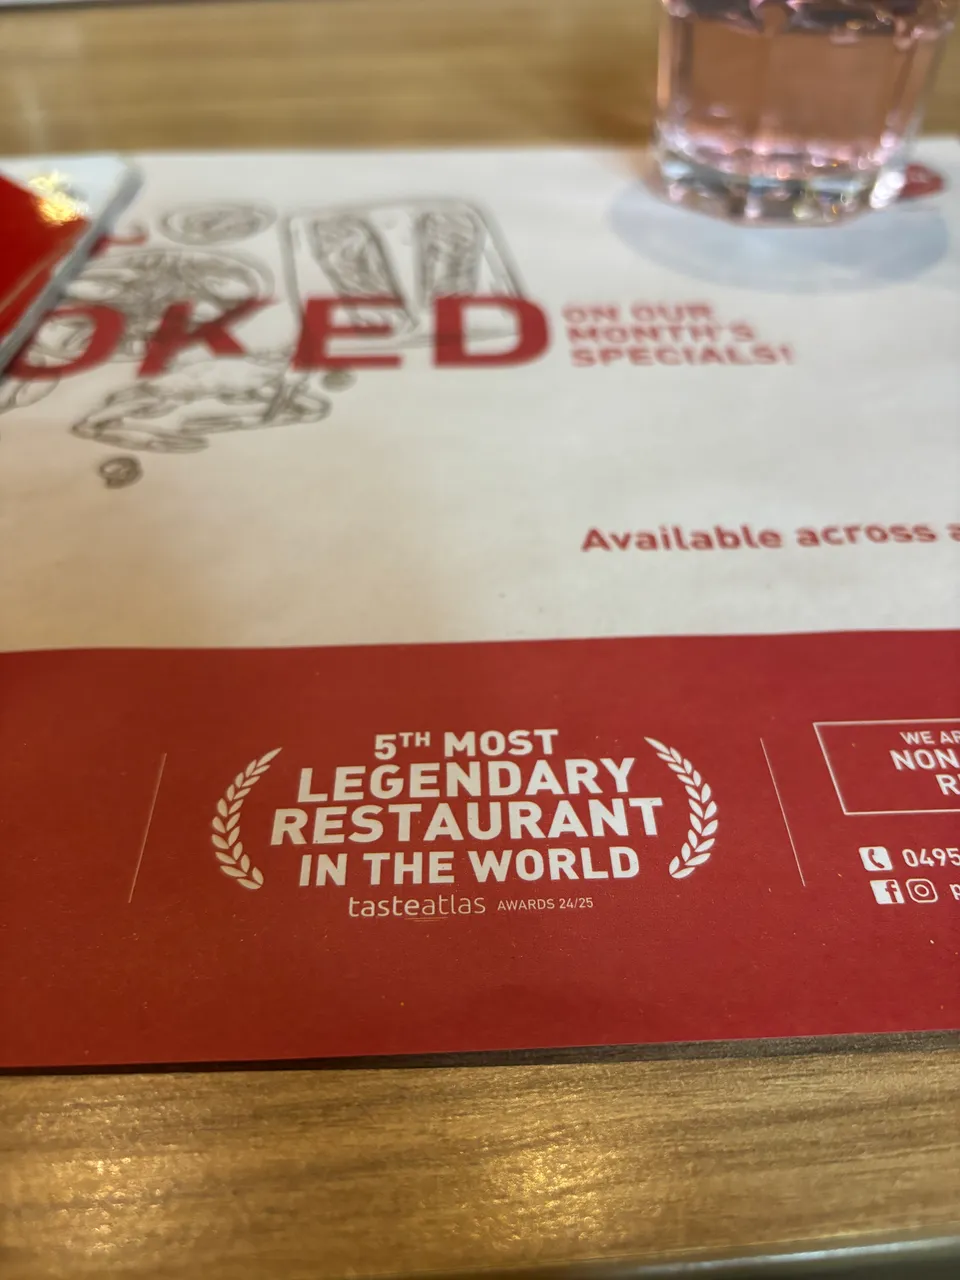 OKED
ON OUR
MONTH'S
SPECIALS!
Available across a
5TH MOST
LEGENDARY
RESTAURANT
IN THE WORLD
tasteatlas AWARDS 24/25
WE AR
NON
R
0495